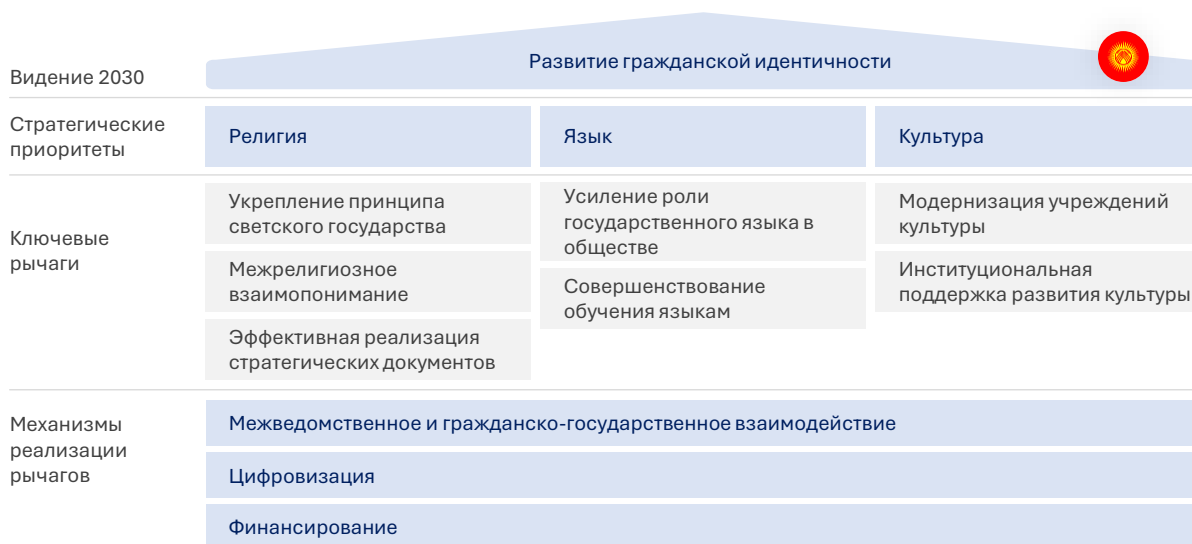 Развитие гражданской идентичности
Видение 2030
Стратегические
приоритеты
Религия
Язык
Культура
Ключевые
рычаги
Укрепление принципа
светского государства
Межрелигиозное
взаимопонимание
Эффективная реализация
стратегических документов
Усиление роли
государственного языка в
обществе
Совершенствование
обучения языкам
Модернизация учреждений
культуры
Институциональная
поддержка развития культуры
Механизмы
реализации
рычагов
Межведомственное и гражданско-государственное взаимодействие
Цифровизация
Финансирование